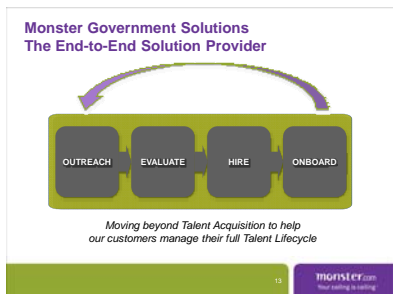 Monster Government Solutions
The End-to-End Solution Provider
OUTREACH
EVALUATE
HIRE
ONBOARD
Moving beyond Talent Acquisition to help
our customers manage their full Talent Lifecycle
13
monster.com
Your calling is calling